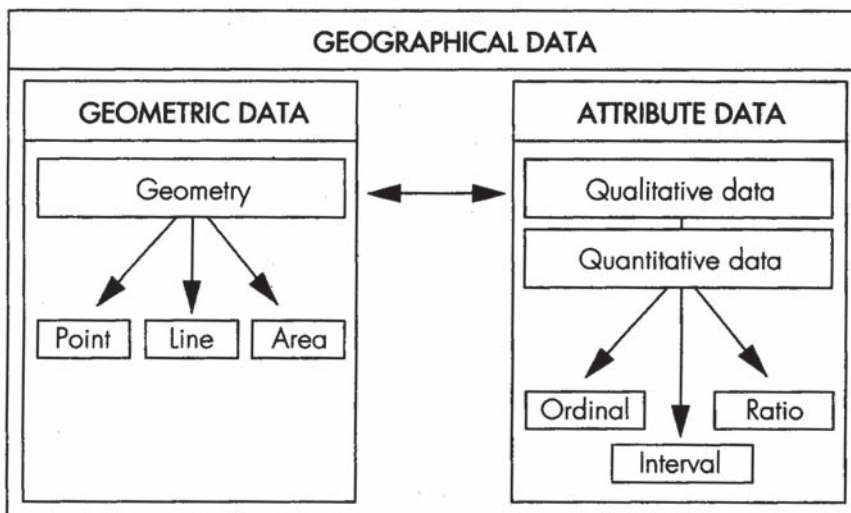 GEOGRAPHICAL DATA
GEOMETRIC DATA
Geometry
Point
Line
Area
ATTRIBUTE DATA
Qualitative data
Quantitative data
Ordinal
Ratio
Interval